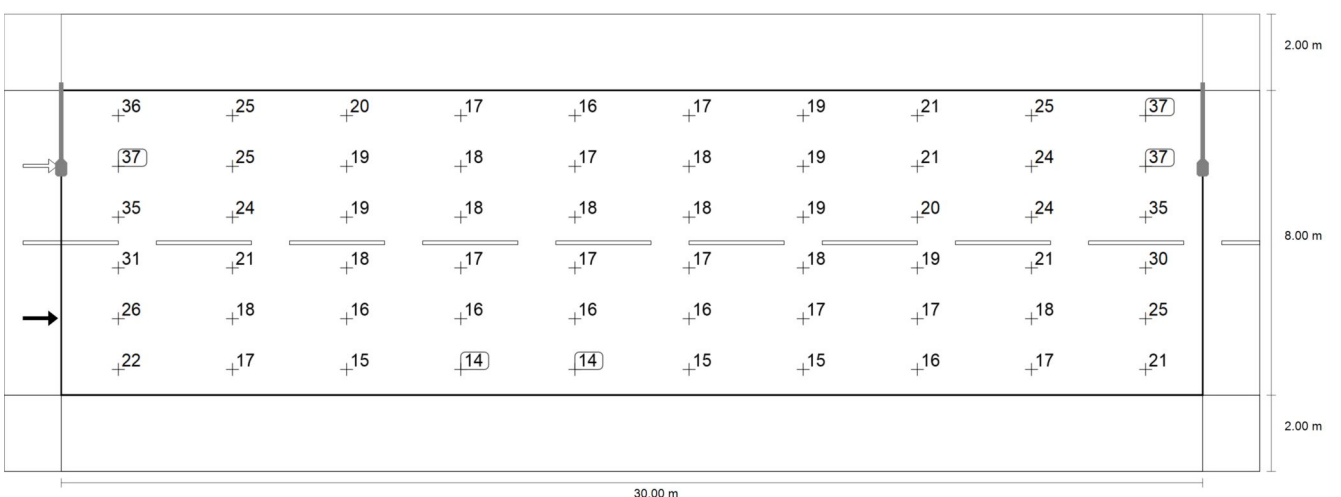 2.00 m
36 25 20 17 16 17 19 21 25 37
37 25 19 18 17 18 19 21 24 37
35 24 19 18 18 18 19 20 24 35
8.00 m
31 21 18 17 17 17 18 19 21 30
26 18 16 16 16 16 17 17 18 25
22 17 15 14 14 15 15 16 17 21
2.00 m
30.00 m